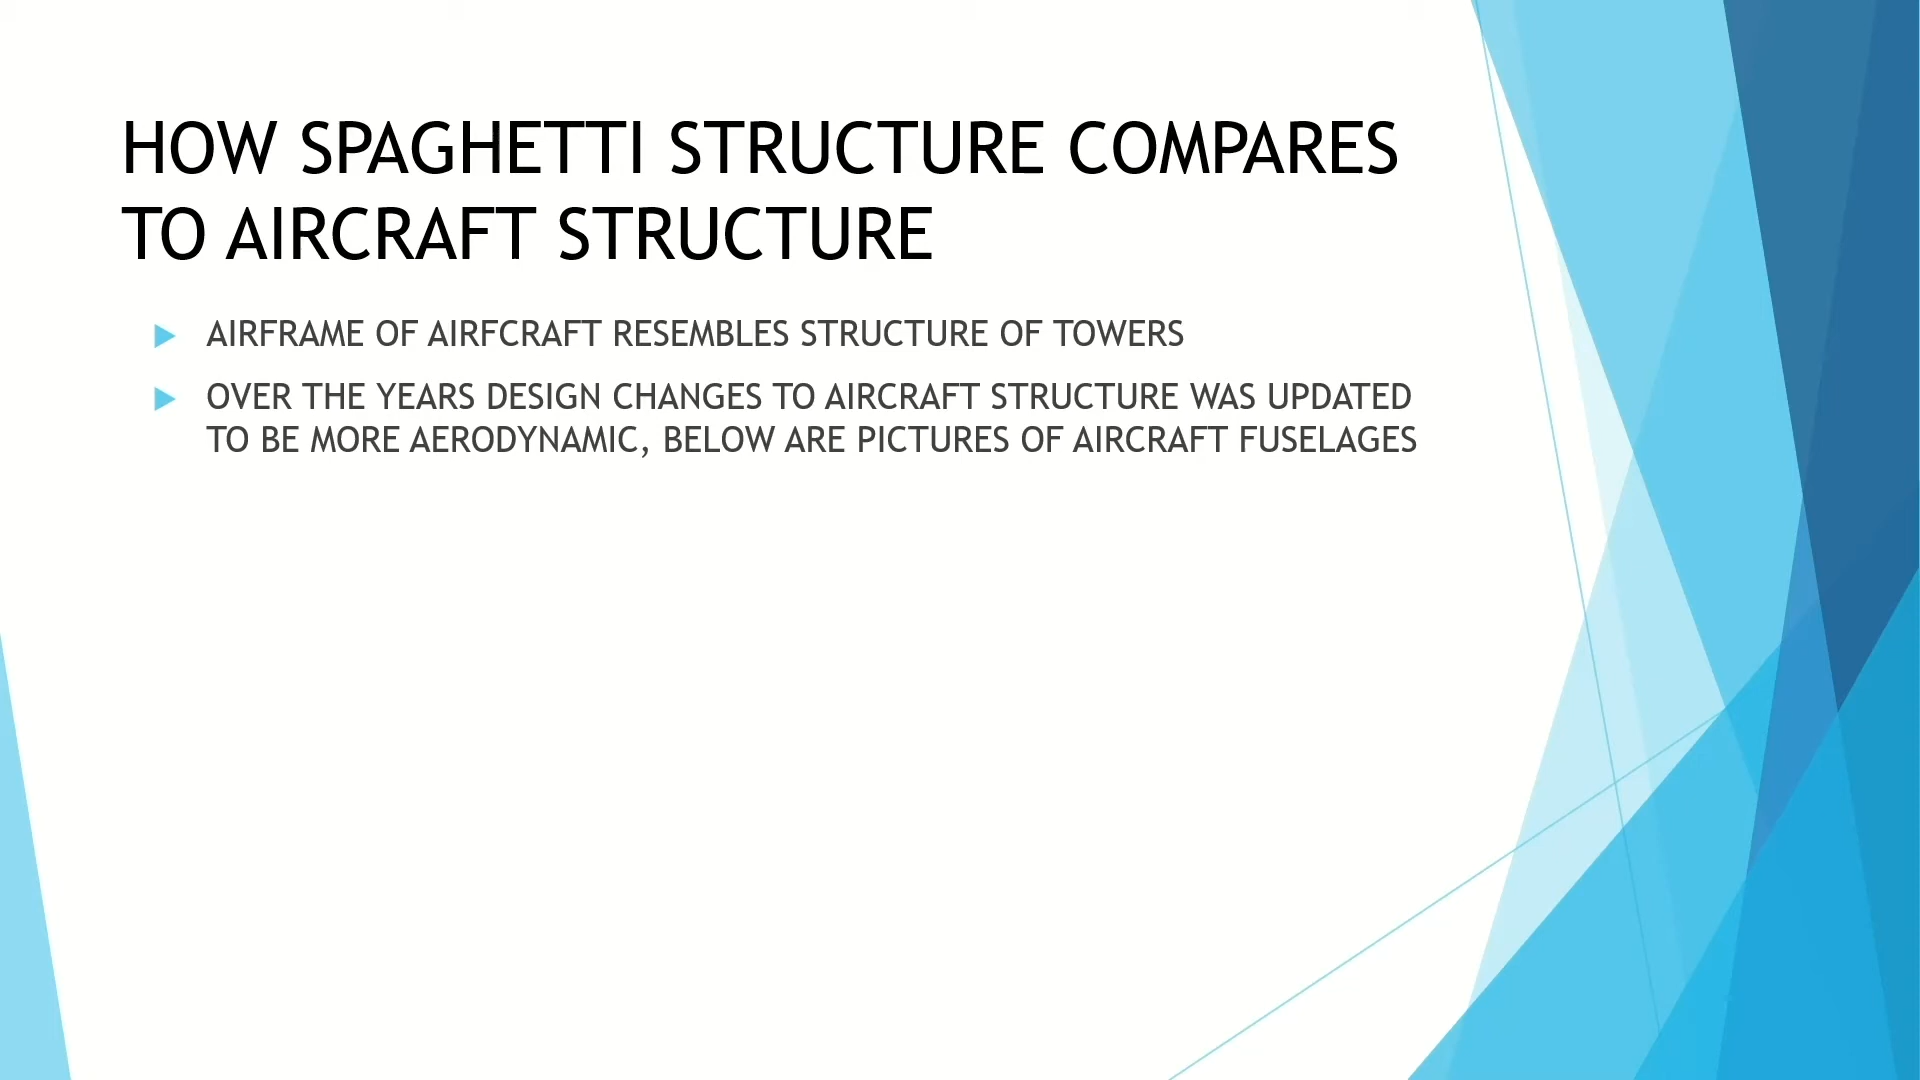 HOW SPAGHETTI STRUCTURE COMPARES
TO AIRCRAFT STRUCTURE
AIRFRAME OF AIRFCRAFT RESEMBLES STRUCTURE OF TOWERS
OVER THE YEARS DESIGN CHANGES TO AIRCRAFT STRUCTURE WAS UPDATED
TO BE MORE AERODYNAMIC, BELOW ARE PICTURES OF AIRCRAFT FUSELAGES